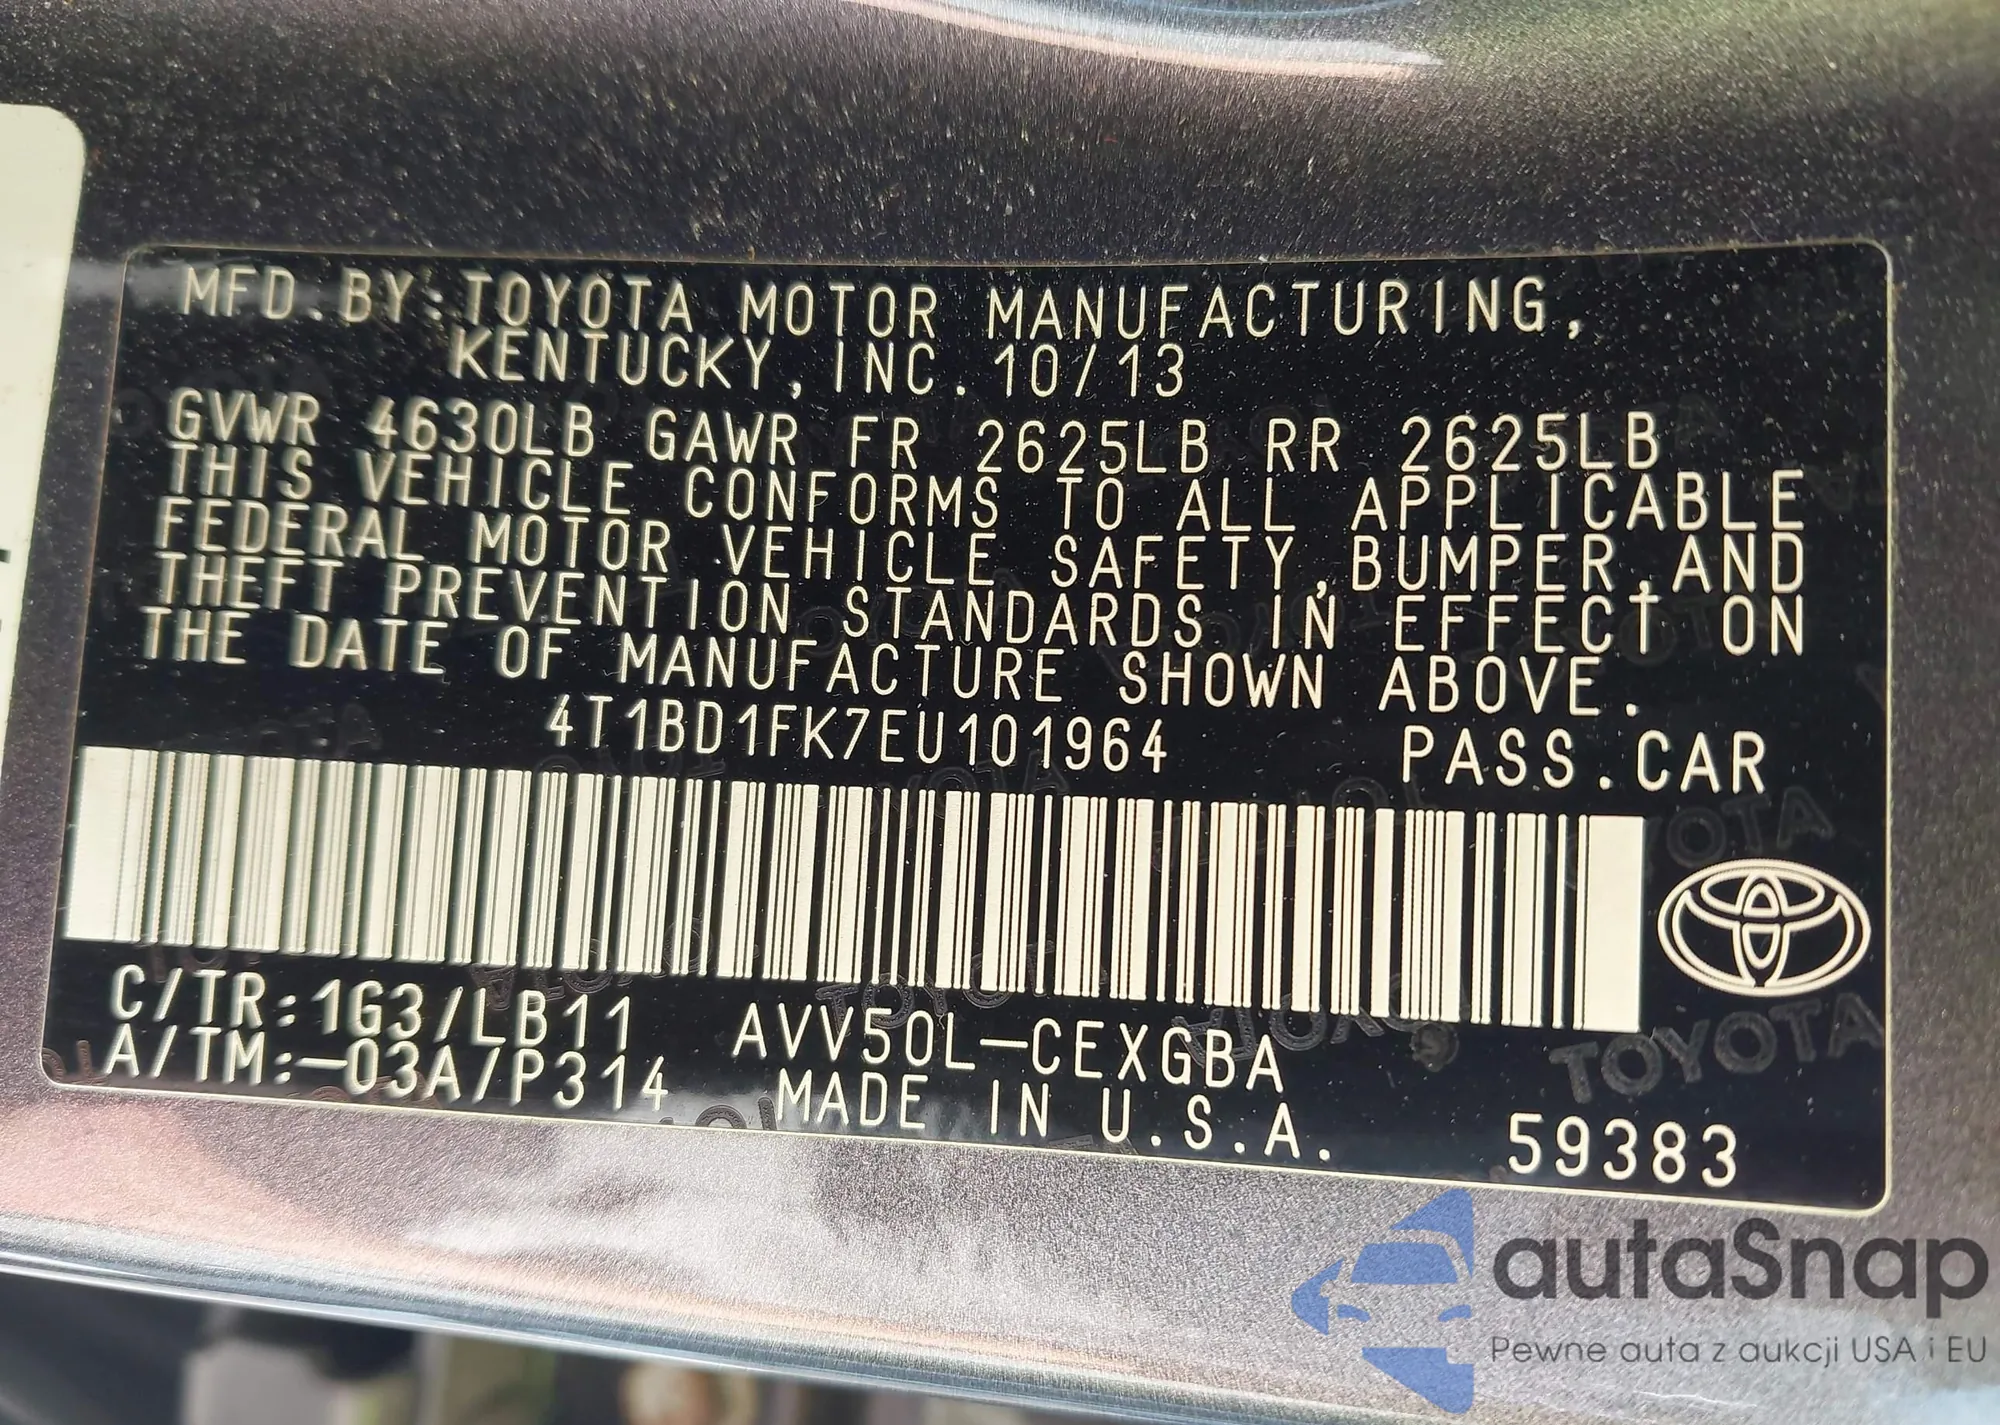 MFD.BY:TOYOTA MOTOR MANUFACTURING,
KENTUCKY,INC. 10/13
GVWR 4630LB GAWR FR 2625LB RR 2625LB
THIS VEHICLE CONFORMS TO ALL APPLICABLE
FEDERAL MOTOR VEHICLE SAFETY,BUMPER,AND
THEFT PREVENTION STANDARDS IN EFFECT ON
THE DATE OF MANUFACTURE SHOWN ABOVE.
4T1BD1FK7EU101964 PASS.CAR
C/TR:1G3/LB11 AVV50L-CEXGBA
A/TM:-03A/P314 MADE IN U.S.A.
59383
TOYOTA
autaSnap
Pewne auta z aukcji USA i EU